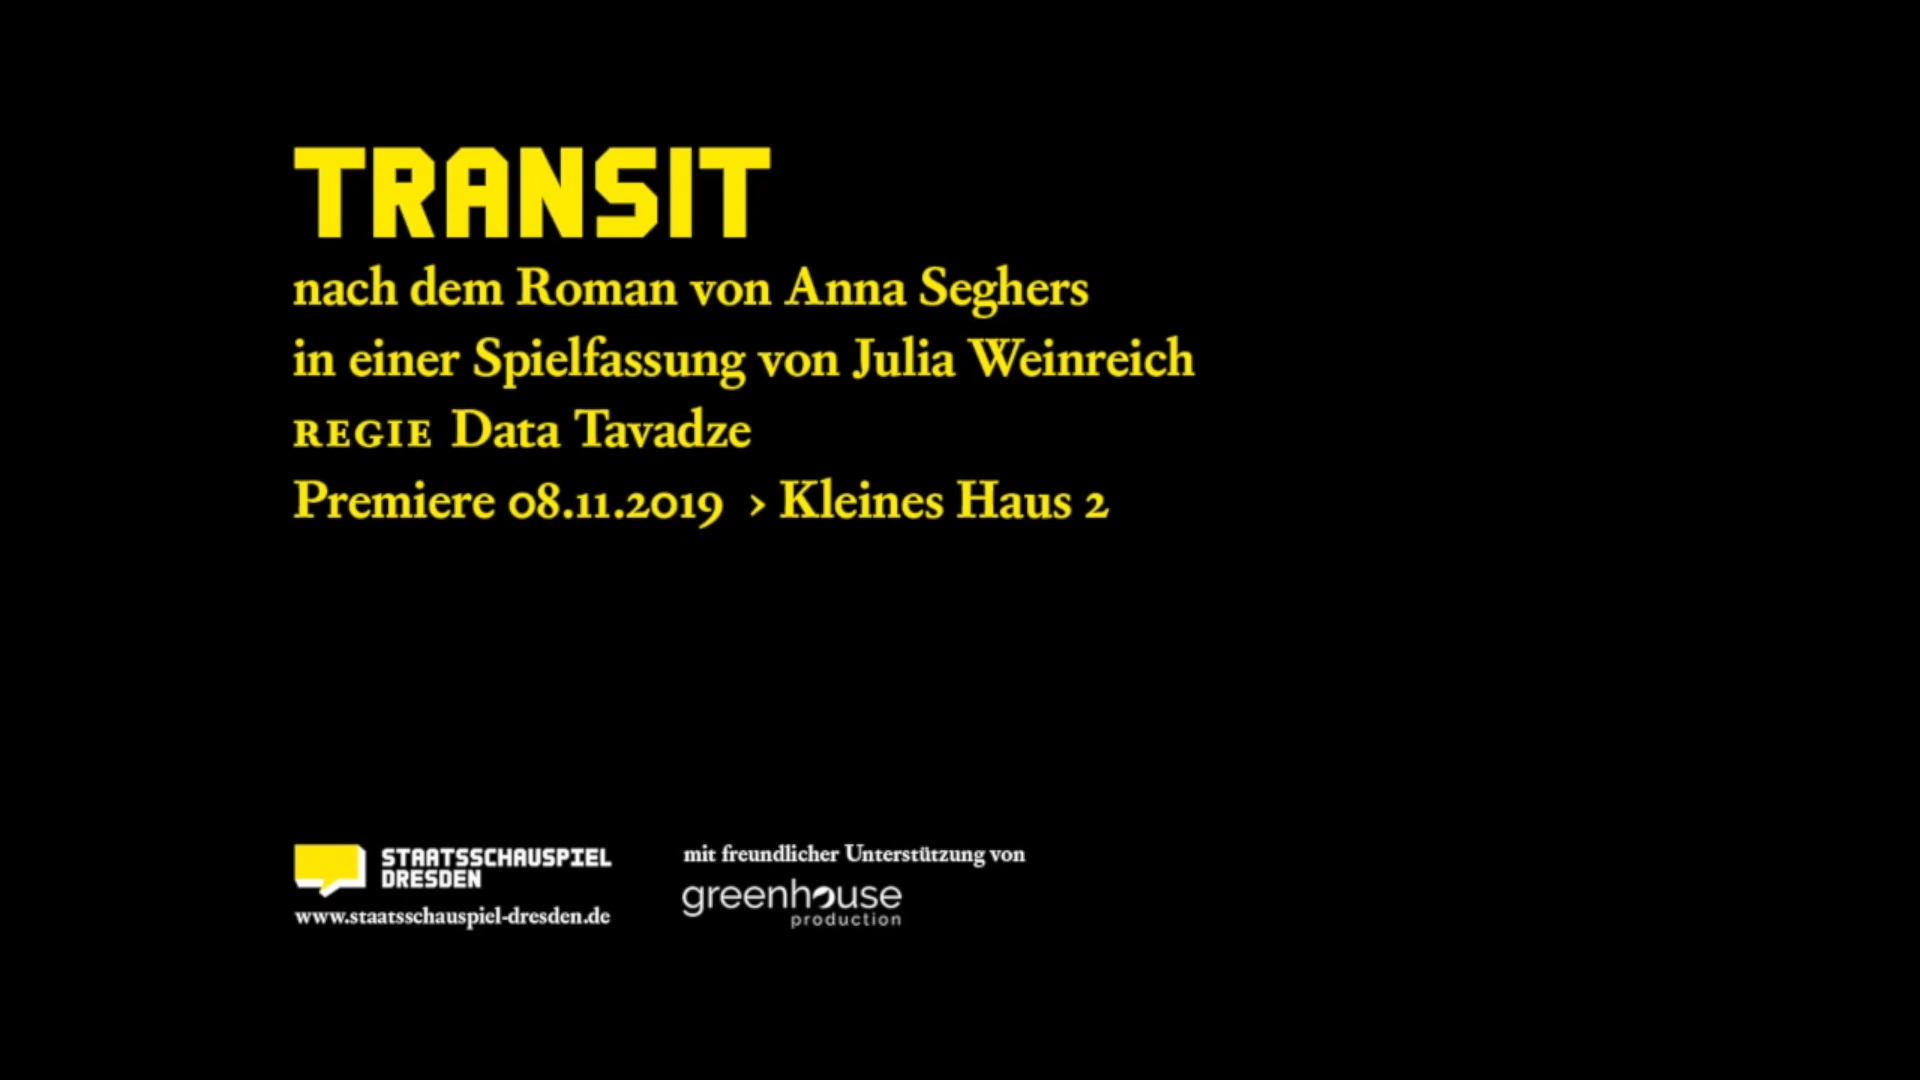 TRANSIT
nach dem Roman von Anna Seghers
in einer Spielfassung von Julia Weinreich
REGIE Data Tavadze
Premiere 08.11.2019 › Kleines Haus 2
STAATSSCHAUSPIEL
DRESDEN
www.staatsschauspiel-dresden.de
mit freundlicher Unterstützung von
greenhouse
production